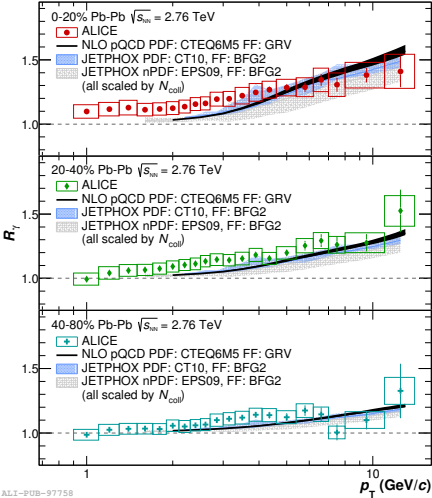 0-20% Pb-Pb √sNN = 2.76 TeV
ALICE
NLO pQCD PDF: CTEQ6M5 FF: GRV
JETPHOX PDF: CT10, FF: BFG2
JETPHOX nPDF: EPS09, FF: BFG2
(all scaled by Ncoll)
1.5
1.0
20-40% Pb-Pb √sNN = 2.76 TeV
ALICE
NLO pQCD PDF: CTEQ6M5 FF: GRV
JETPHOX PDF: CT10, FF: BFG2
JETPHOX nPDF: EPS09, FF: BFG2
(all scaled by Ncoll)
1.5
1.0
Rγ
40-80% Pb-Pb √sNN = 2.76 TeV
ALICE
NLO pQCD PDF: CTEQ6M5 FF: GRV
JETPHOX PDF: CT10, FF: BFG2
JETPHOX nPDF: EPS09, FF: BFG2
(all scaled by Ncoll)
1.5
1.0
1 10
pT (GeV/c)
ALI-PUB-97758